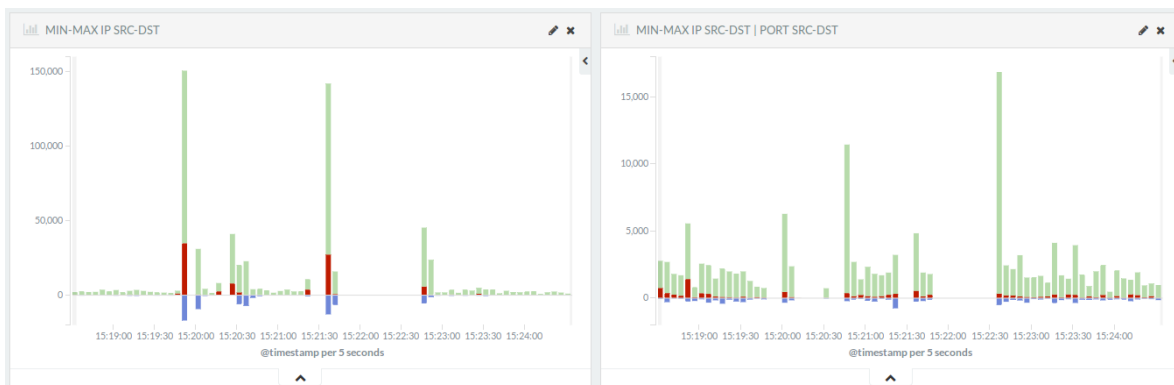 MIN-MAX IP SRC-DST
150,000
100,000
50,000
0
15:19:00 15:19:30 15:20:00 15:20:30 15:21:00 15:21:30 15:22:00 15:22:30 15:23:00 15:23:30 15:24:00
@timestamp per 5 seconds
MIN-MAX IP SRC-DST | PORT SRC-DST
15,000
10,000
5,000
0
15:19:00 15:19:30 15:20:00 15:20:30 15:21:00 15:21:30 15:22:00 15:22:30 15:23:00 15:23:30 15:24:00
@timestamp per 5 seconds